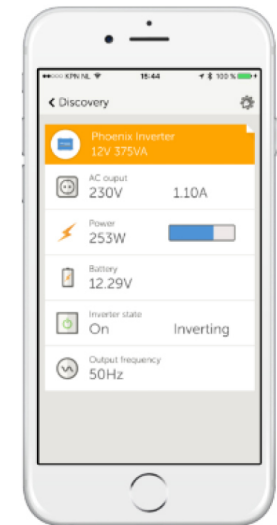 KPN NL 15:44 100 %
Discovery
Phoenix Inverter
12V 375VA
AC ouput
230V 1.10A
Power
253W
Battery
12.29V
Inverter state
On Inverting
Output frequency
50Hz